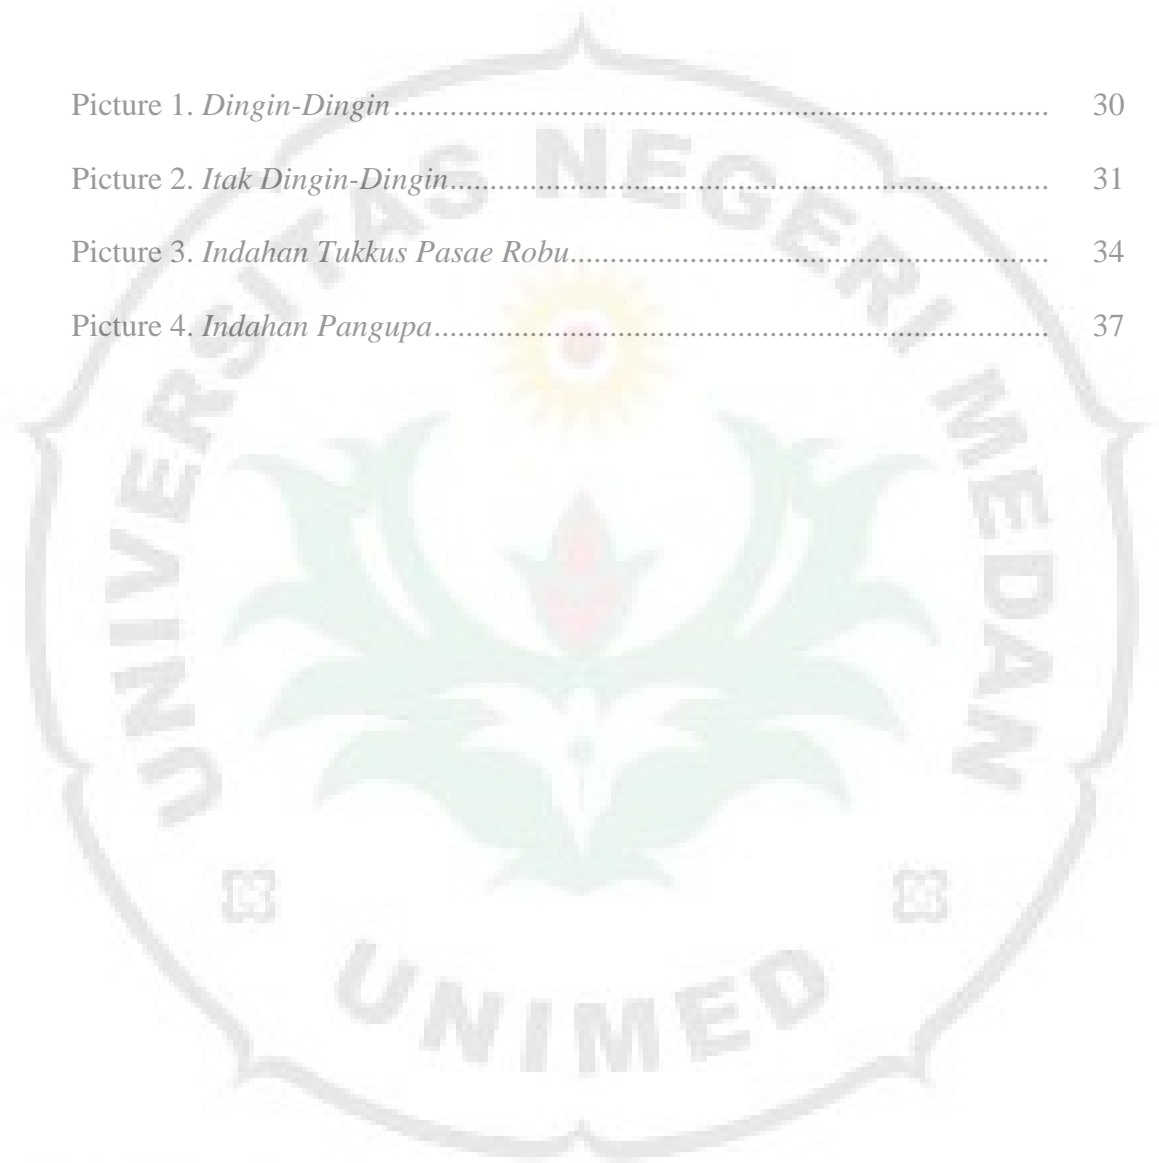 Picture 1. Dingin-Dingin.................................................................................. 30
Picture 2. Itak Dingin-Dingin........................................................................... 31
Picture 3. Indahan Tukkus Pasae Robu............................................................ 34
Picture 4. Indahan Pangupa............................................................................. 37
UNIVERSITAS NEGERI MEDAN
UNIMED